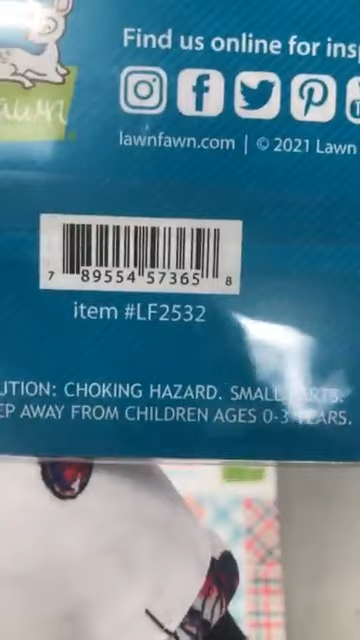 Find us online for insp
awn
lawnfawn.com | © 2021 Lawn
7 89554 57365 8
item #LF2532
UTION: CHOKING HAZARD. SMALL PARTS.
EP AWAY FROM CHILDREN AGES 0-3 YEARS.